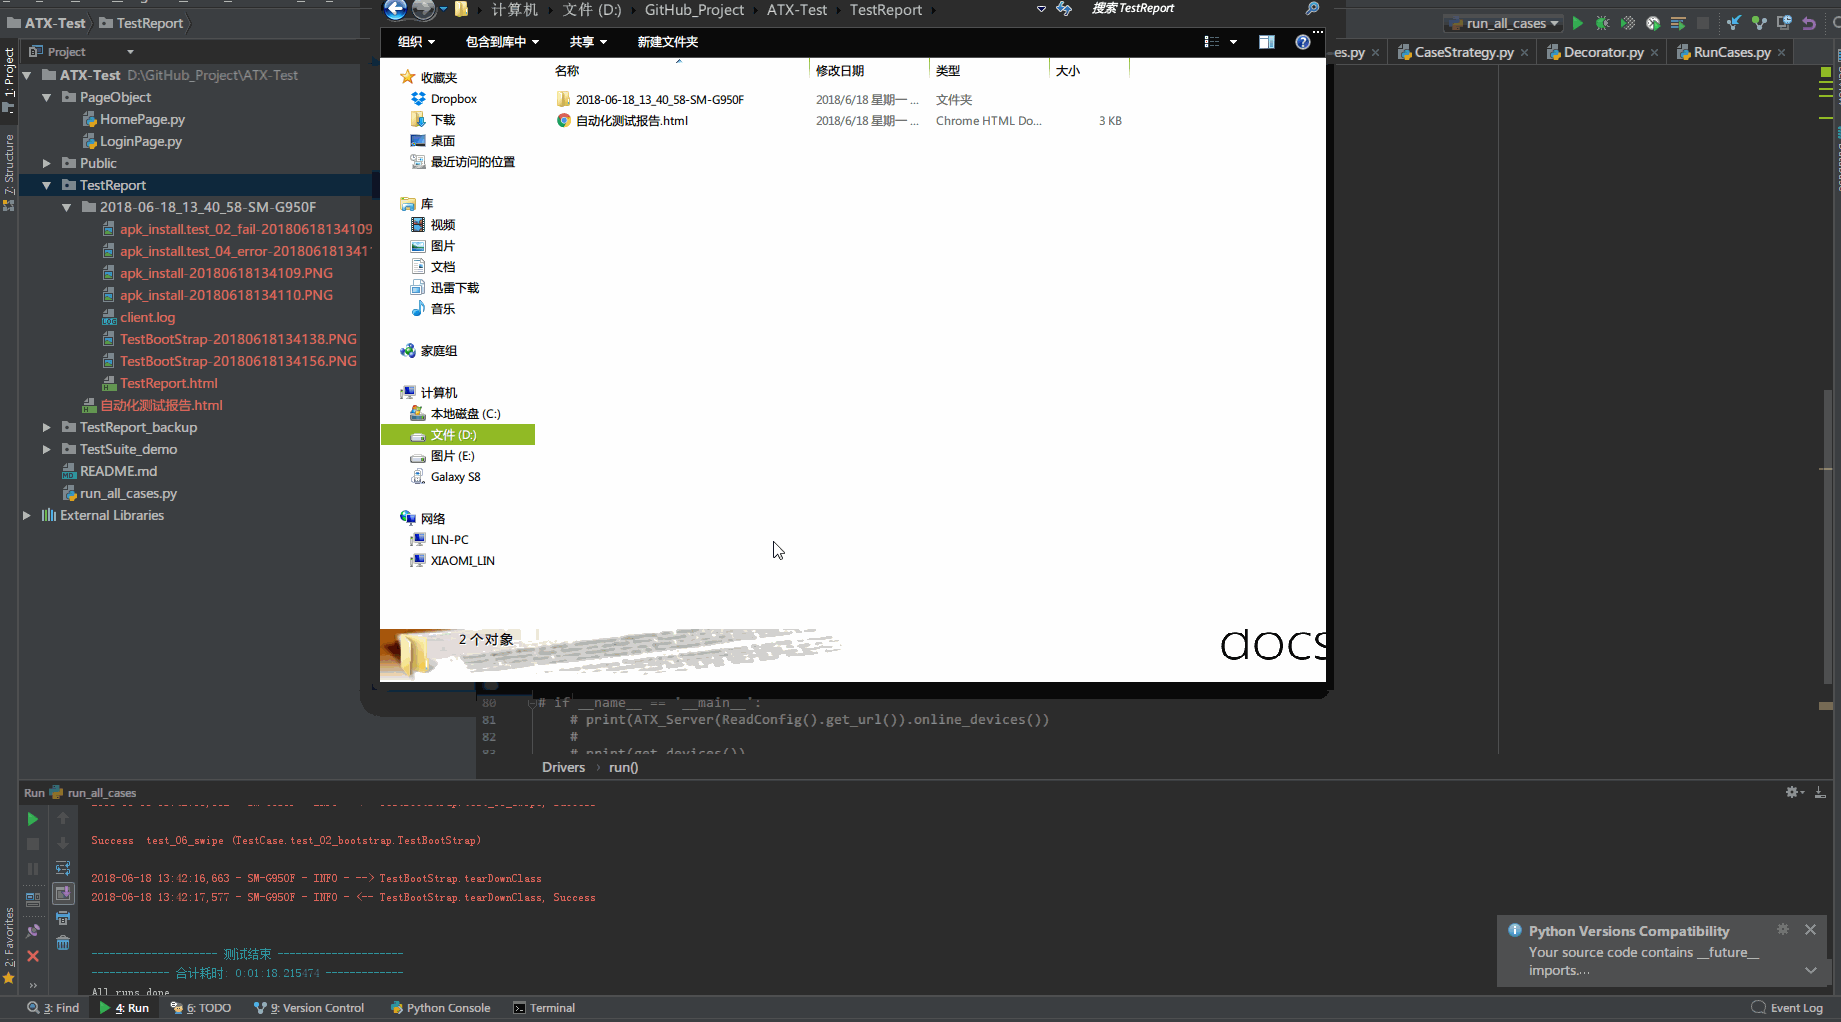 计算机 文件 (D:) GitHub_Project ATX-Test TestReport 搜索 TestReport
ATX-Test TestReport
run_all_cases
组织 包含到库中 共享 新建文件夹
es.py CaseStrategy.py Decorator.py RunCases.py
1: Project
7: Structure
2: Favorites
Project
ATX-Test D:\GitHub_Project\ATX-Test
PageObject
HomePage.py
LoginPage.py
Public
TestReport
2018-06-18_13_40_58-SM-G950F
apk_install.test_02_fail-20180618134109
apk_install.test_04_error-2018061813411
apk_install-20180618134109.PNG
apk_install-20180618134110.PNG
client.log
TestBootStrap-20180618134138.PNG
TestBootStrap-20180618134156.PNG
TestReport.html
自动化测试报告.html
TestReport_backup
TestSuite_demo
README.md
run_all_cases.py
External Libraries
收藏夹
Dropbox
下载
桌面
最近访问的位置
库
视频
图片
文档
迅雷下载
音乐
家庭组
计算机
本地磁盘 (C:)
文件 (D:)
图片 (E:)
Galaxy S8
网络
LIN-PC
XIAOMI_LIN
名称 修改日期 类型 大小
2018-06-18_13_40_58-SM-G950F 2018/6/18 星期一 ... 文件夹
自动化测试报告.html 2018/6/18 星期一 ... Chrome HTML Do... 3 KB
2 个对象
docs
80 # if __name__ == '__main__':
81 # print(ATX_Server(ReadConfig().get_url()).online_devices())
82 #
83 # print(get_devices())
Drivers run()
Run run_all_cases
Success test_06_swipe (TestCase.test_02_bootstrap.TestBootStrap)
2018-06-18 13:42:16,663 - SM-G950F - INFO - --> TestBootStrap.tearDownClass
2018-06-18 13:42:17,577 - SM-G950F - INFO - <-- TestBootStrap.tearDownClass, Success
--------------------- 测试结束 ---------------------
------------- 合计耗时: 0:01:18.215474 -------------
All runs done
Python Versions Compatibility
Your source code contains __future__
imports....
3: Find 4: Run 6: TODO 9: Version Control Python Console Terminal Event Log